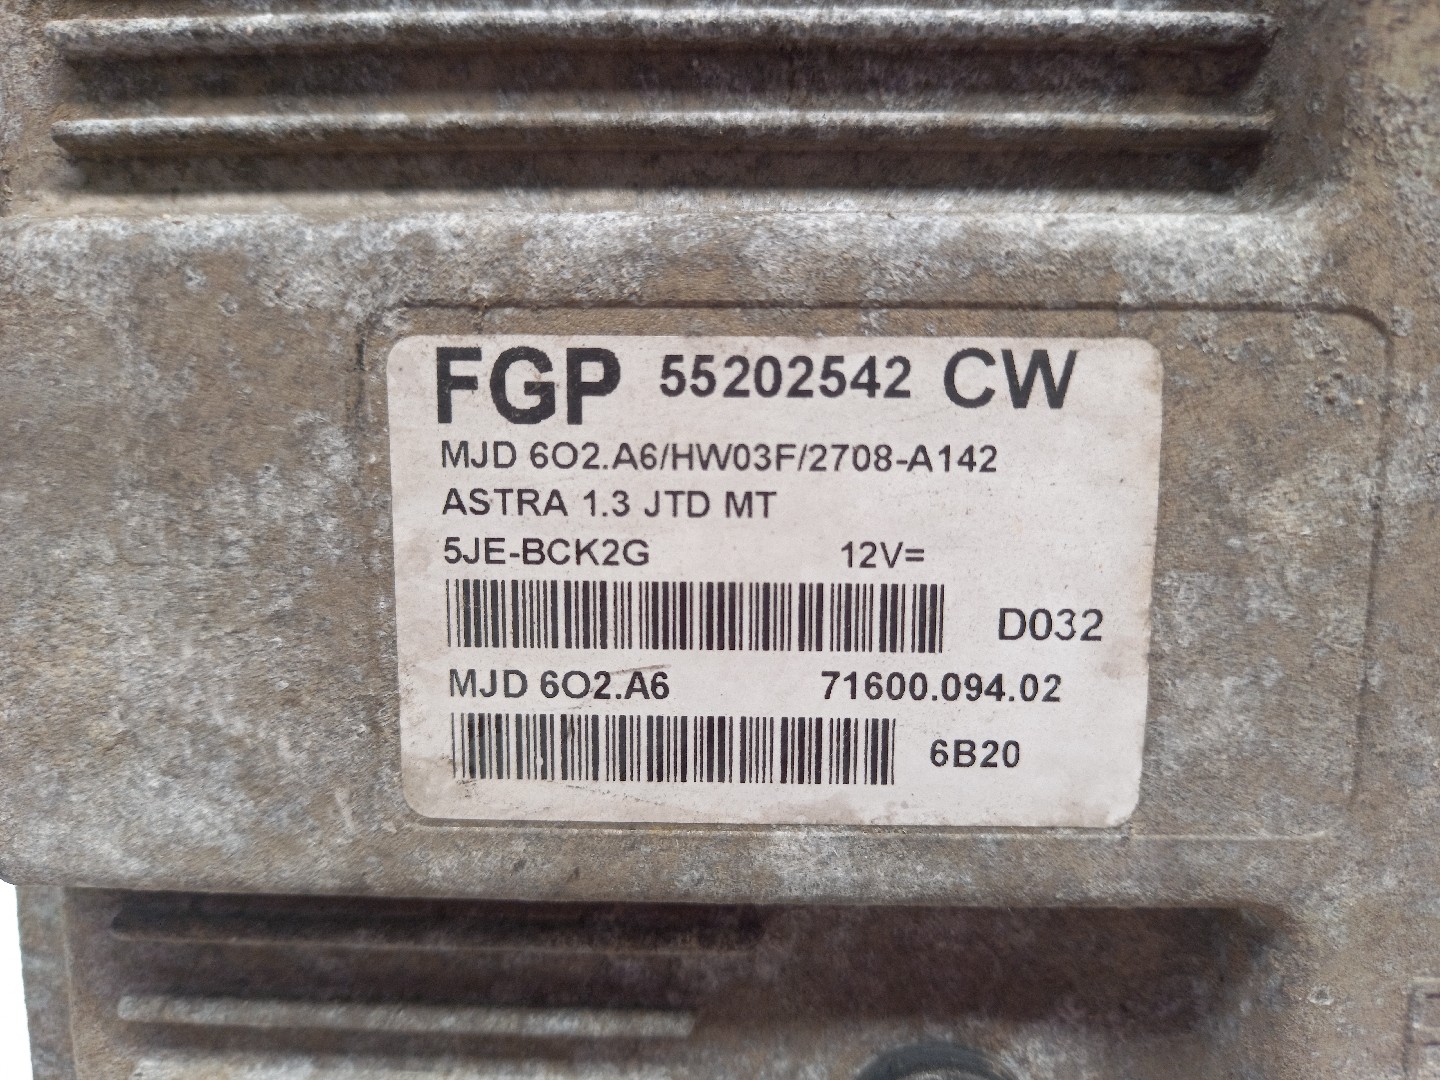 FGP 55202542 CW
MJD 6O2.A6/HW03F/2708-A142
ASTRA 1.3 JTD MT
5JE-BCK2G 12V=
D032
MJD 6O2.A6 71600.094.02
6B20